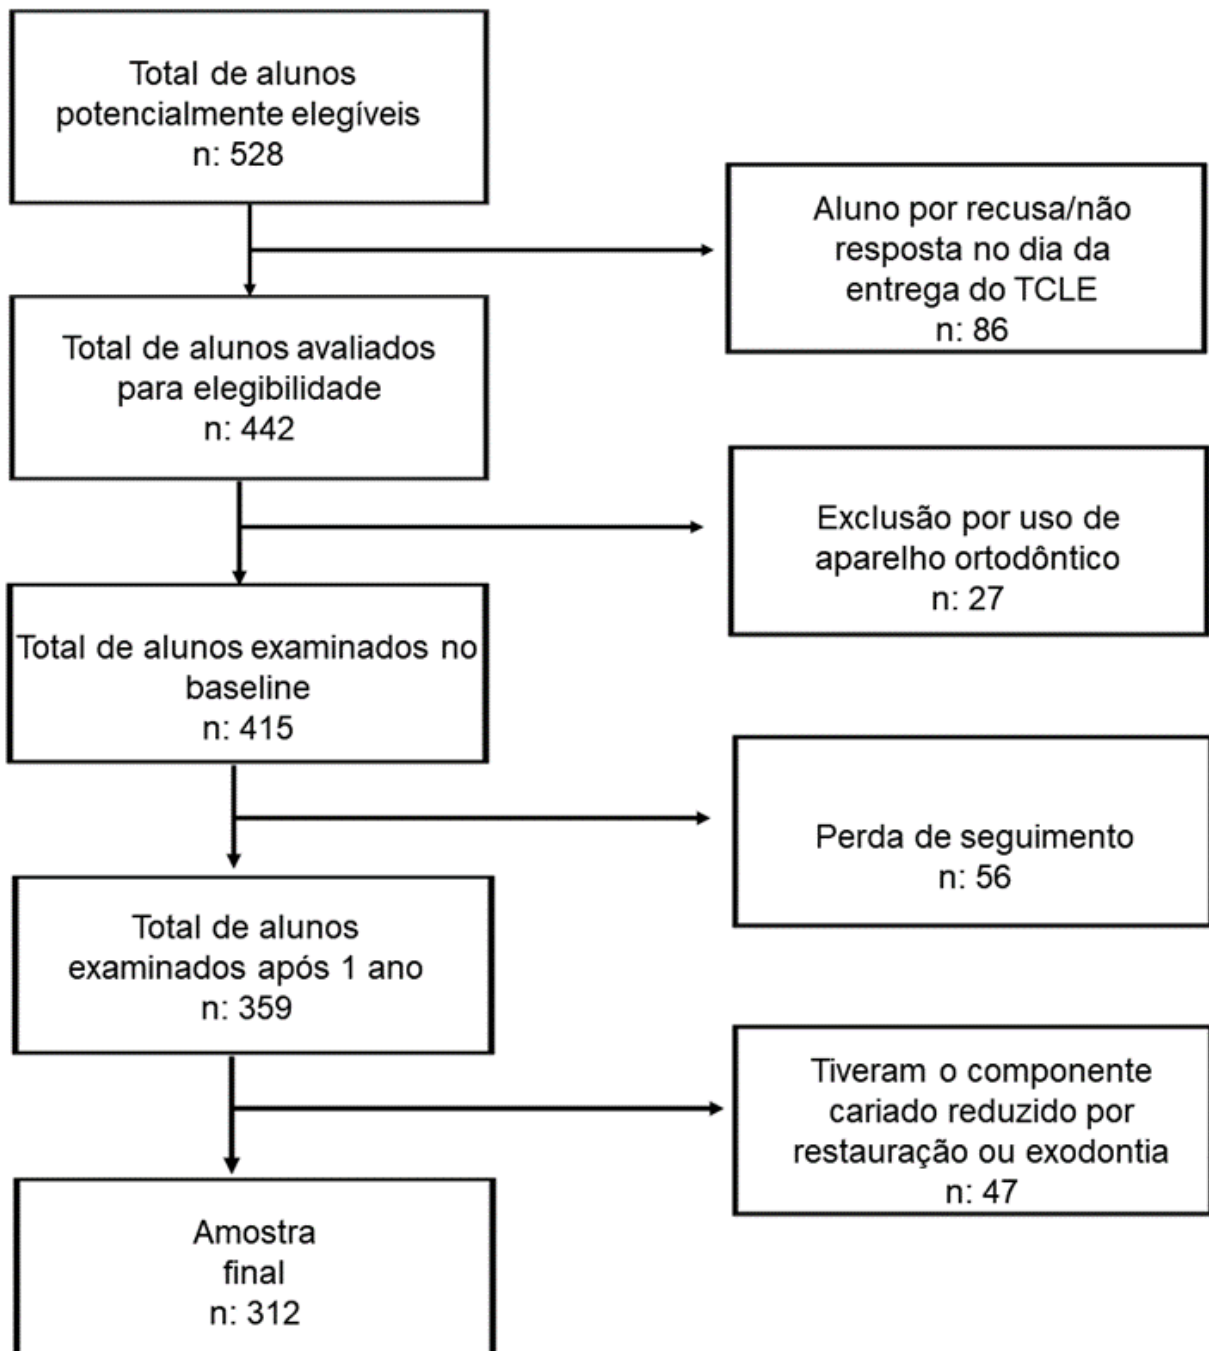 Total de alunos
potencialmente elegíveis
n: 528
Aluno por recusa/não
resposta no dia da
entrega do TCLE
n: 86
Total de alunos avaliados
para elegibilidade
n: 442
Exclusão por uso de
aparelho ortodôntico
n: 27
Total de alunos examinados no
baseline
n: 415
Perda de seguimento
n: 56
Total de alunos
examinados após 1 ano
n: 359
Tiveram o componente
cariado reduzido por
restauração ou exodontia
n: 47
Amostra
final
n: 312